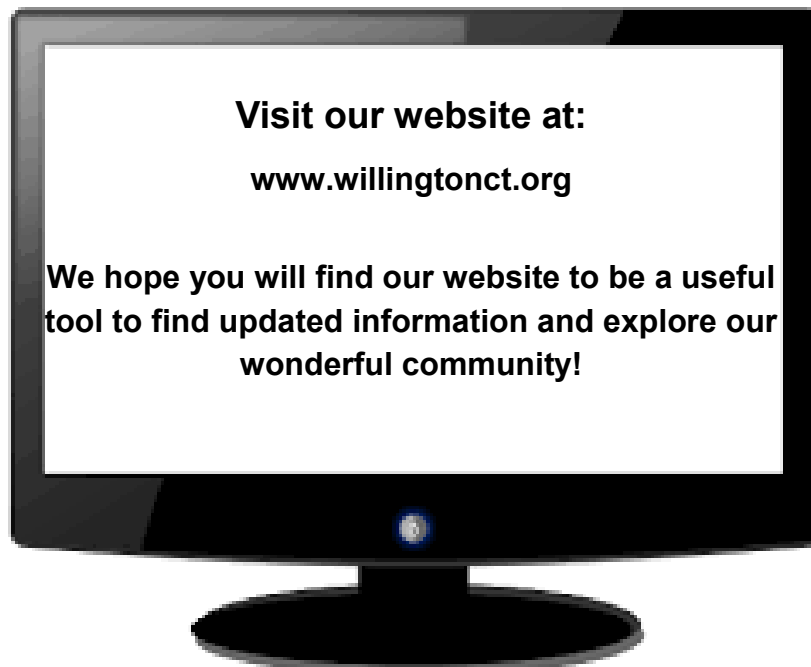 Visit our website at:
www.willingtonct.org
We hope you will find our website to be a useful
tool to find updated information and explore our
wonderful community!